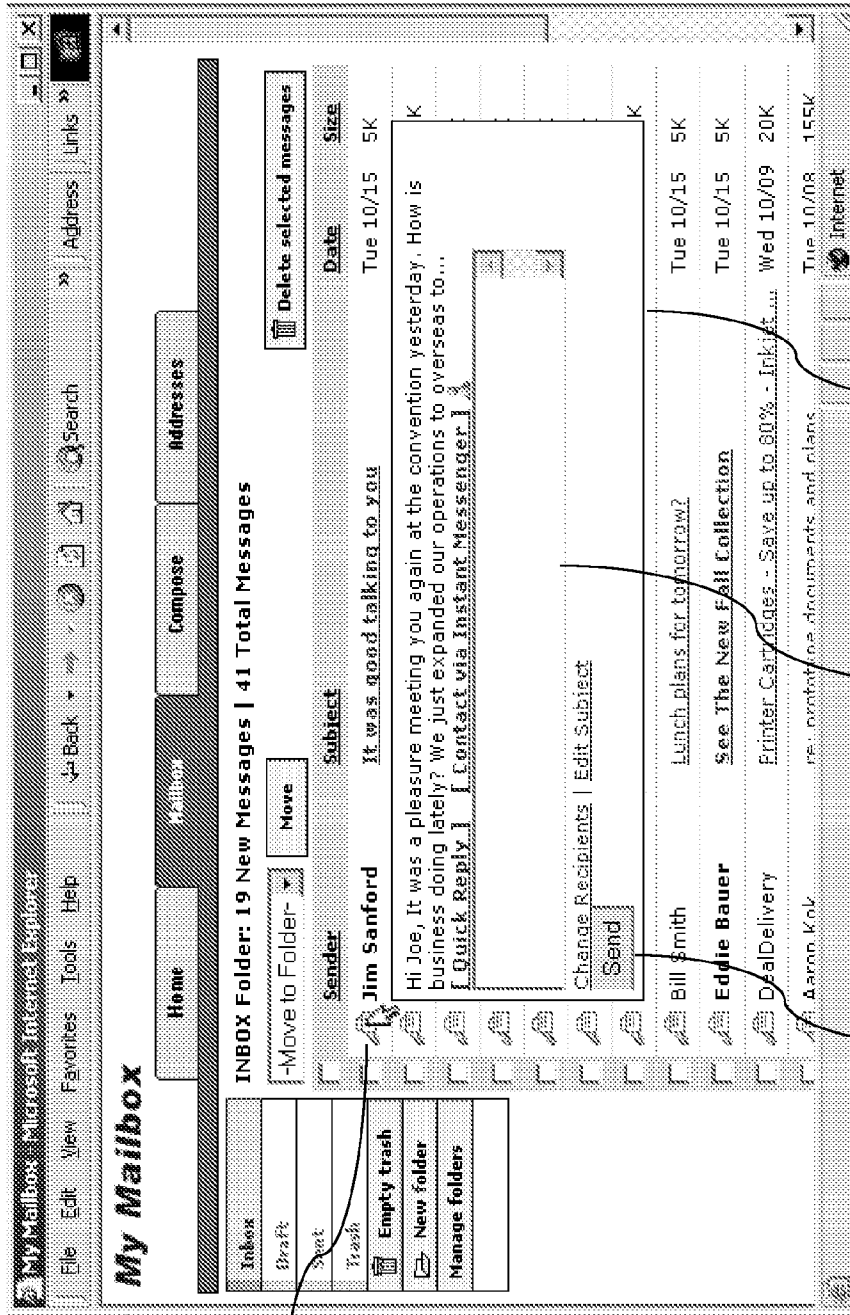 My Mailbox - Microsoft Internet Explorer
File Edit View Favorites Tools Help
Back Search » Address Links »
My Mailbox
Home Mailbox Compose Addresses
Inbox
Draft
Sent
Trash
Empty trash
New folder
Manage folders
INBOX Folder: 19 New Messages | 41 Total Messages
-Move to Folder- Move Delete selected messages
Sender Subject Date Size
Jim Sanford It was good talking to you Tue 10/15 5K
K
Hi Joe, It was a pleasure meeting you again at the convention yesterday. How is
business doing lately? We just expanded our operations to overseas to...
[ Quick Reply ] [ Contact via Instant Messenger ]
Change Recipients | Edit Subject
Send
K
Bill Smith Lunch plans for tomorrow? Tue 10/15 5K
Eddie Bauer See The New Fall Collection Tue 10/15 5K
DealDelivery Printer Cartridges - Save up to 80% - Inkjet ... Wed 10/09 20K
Aaron Kok re: prototype documents and plans Tue 10/08 155K
Internet